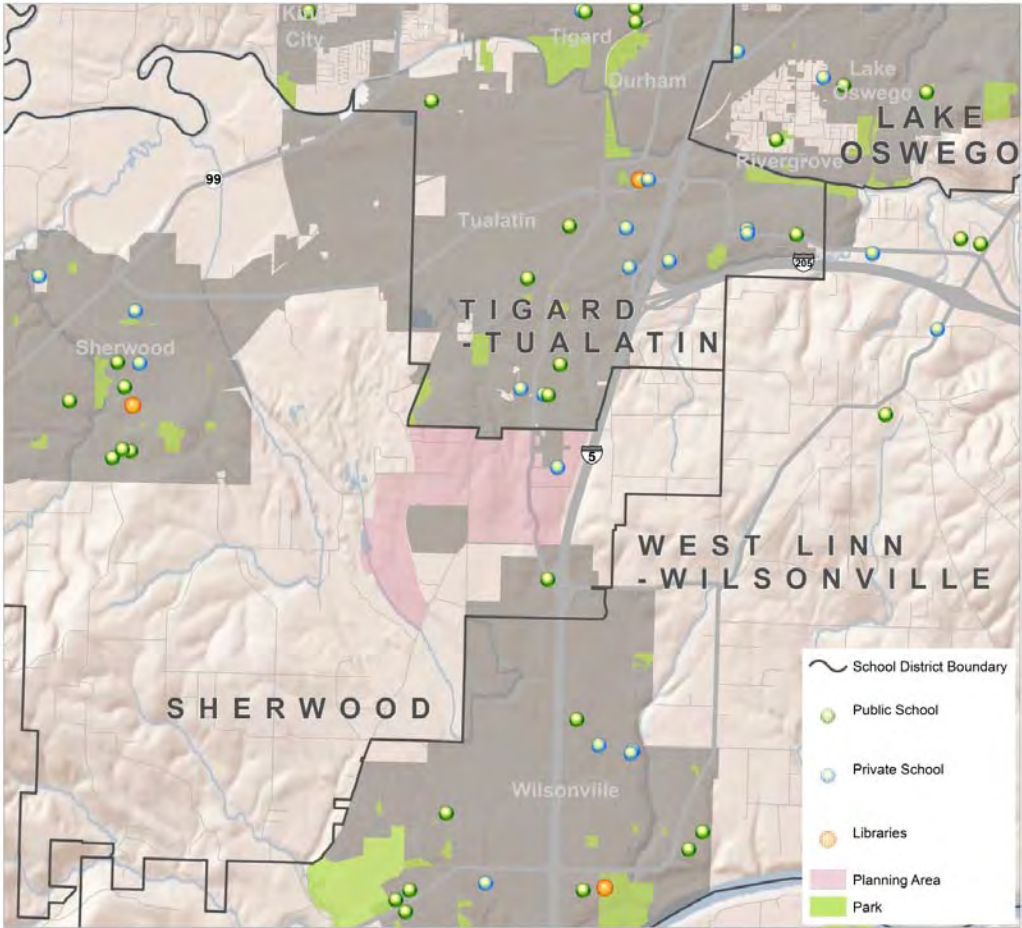 King
City
Tigard
Durham
Lake
Oswego
LAKE
OSWEGO
Rivergrove
99
Tualatin
205
TIGARD
-TUALATIN
Sherwood
5
WEST LINN
-WILSONVILLE
SHERWOOD
Wilsonville
School District Boundary
Public School
Private School
Libraries
Planning Area
Park